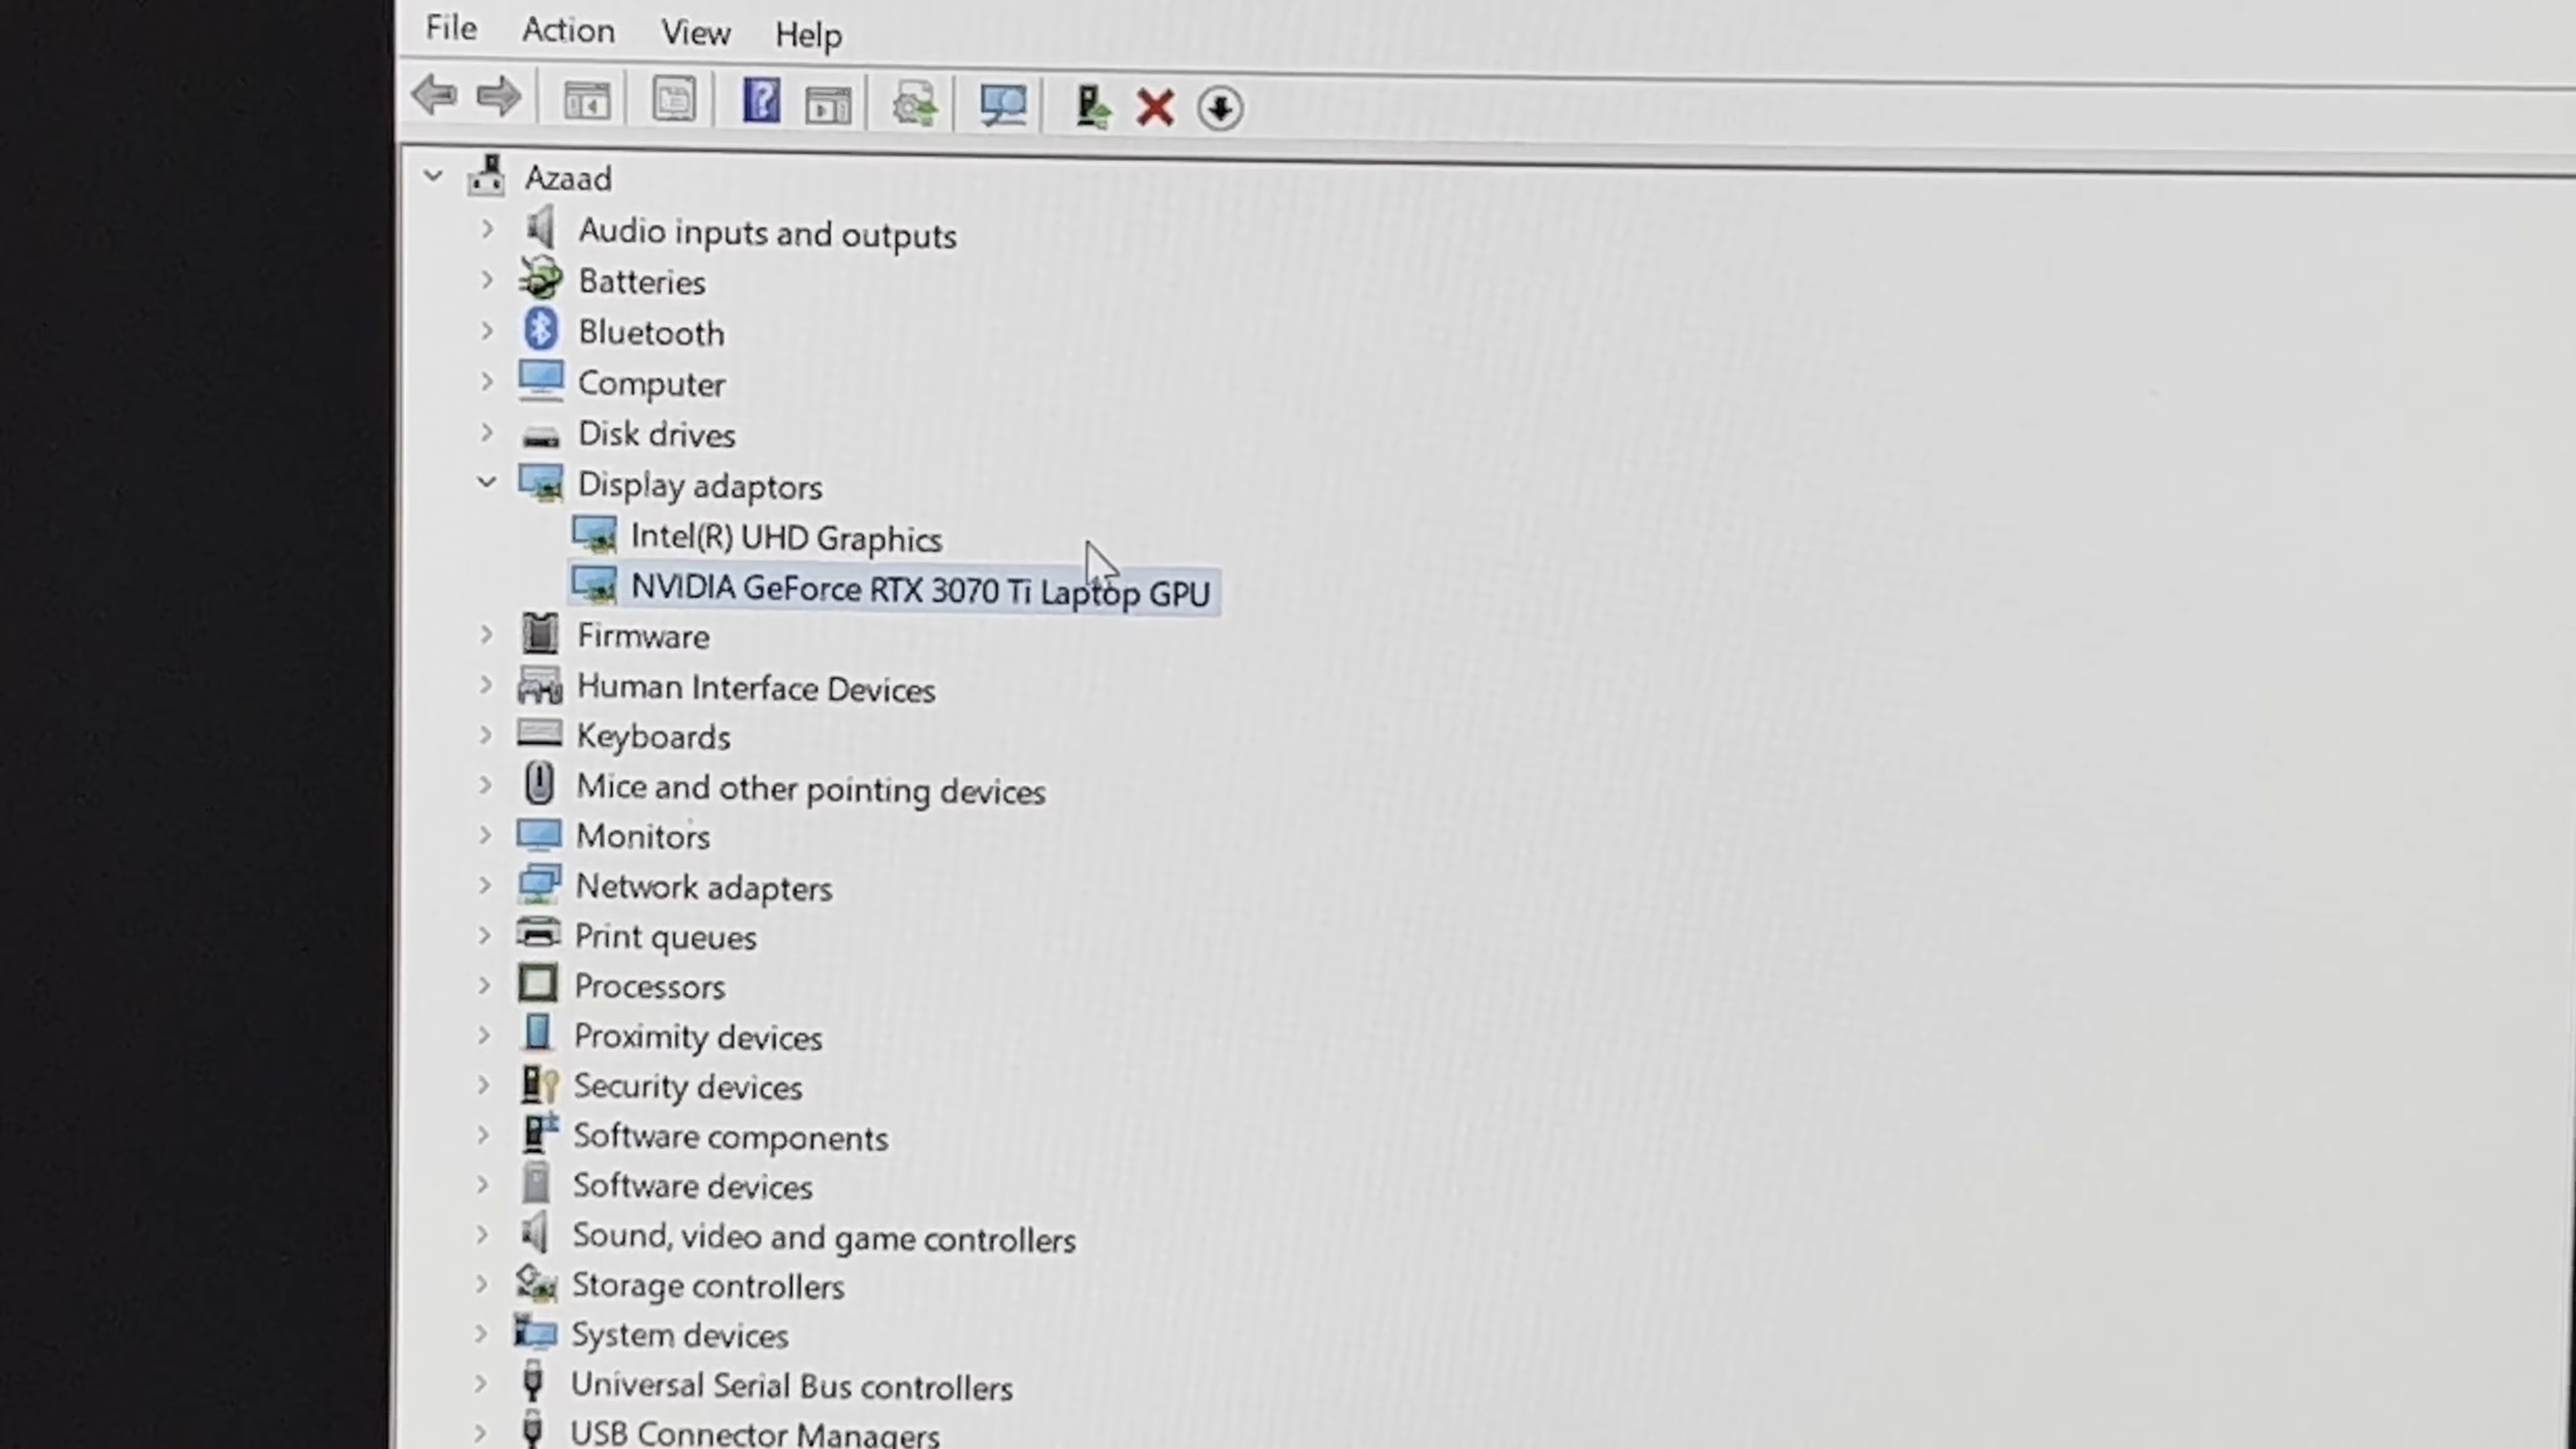 File Action View Help
Azaad
Audio inputs and outputs
Batteries
Bluetooth
Computer
Disk drives
Display adaptors
Intel(R) UHD Graphics
NVIDIA GeForce RTX 3070 Ti Laptop GPU
Firmware
Human Interface Devices
Keyboards
Mice and other pointing devices
Monitors
Network adapters
Print queues
Processors
Proximity devices
Security devices
Software components
Software devices
Sound, video and game controllers
Storage controllers
System devices
Universal Serial Bus controllers
USB Connector Managers